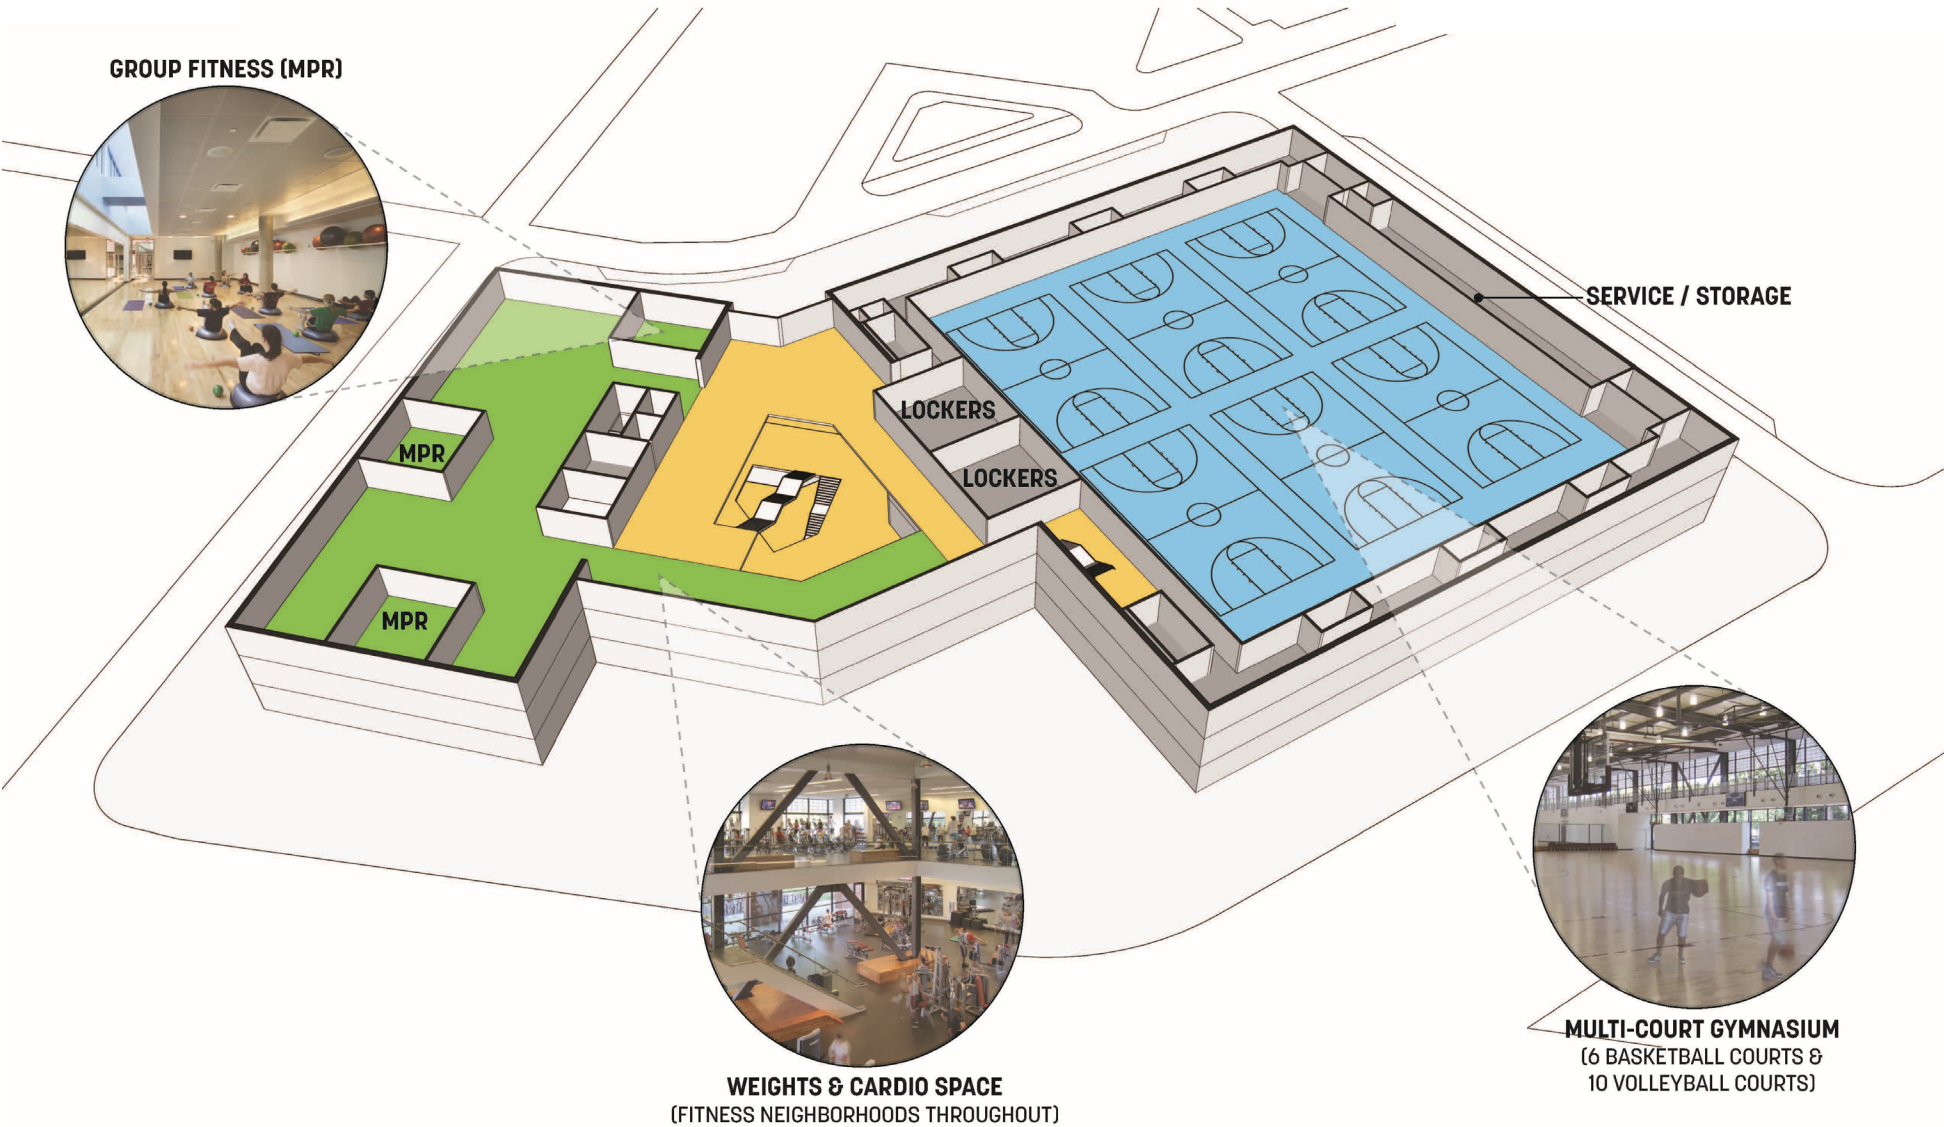 GROUP FITNESS (MPR)
SERVICE / STORAGE
LOCKERS
MPR
LOCKERS
MPR
MULTI-COURT GYMNASIUM
(6 BASKETBALL COURTS &
10 VOLLEYBALL COURTS)
WEIGHTS & CARDIO SPACE
(FITNESS NEIGHBORHOODS THROUGHOUT)